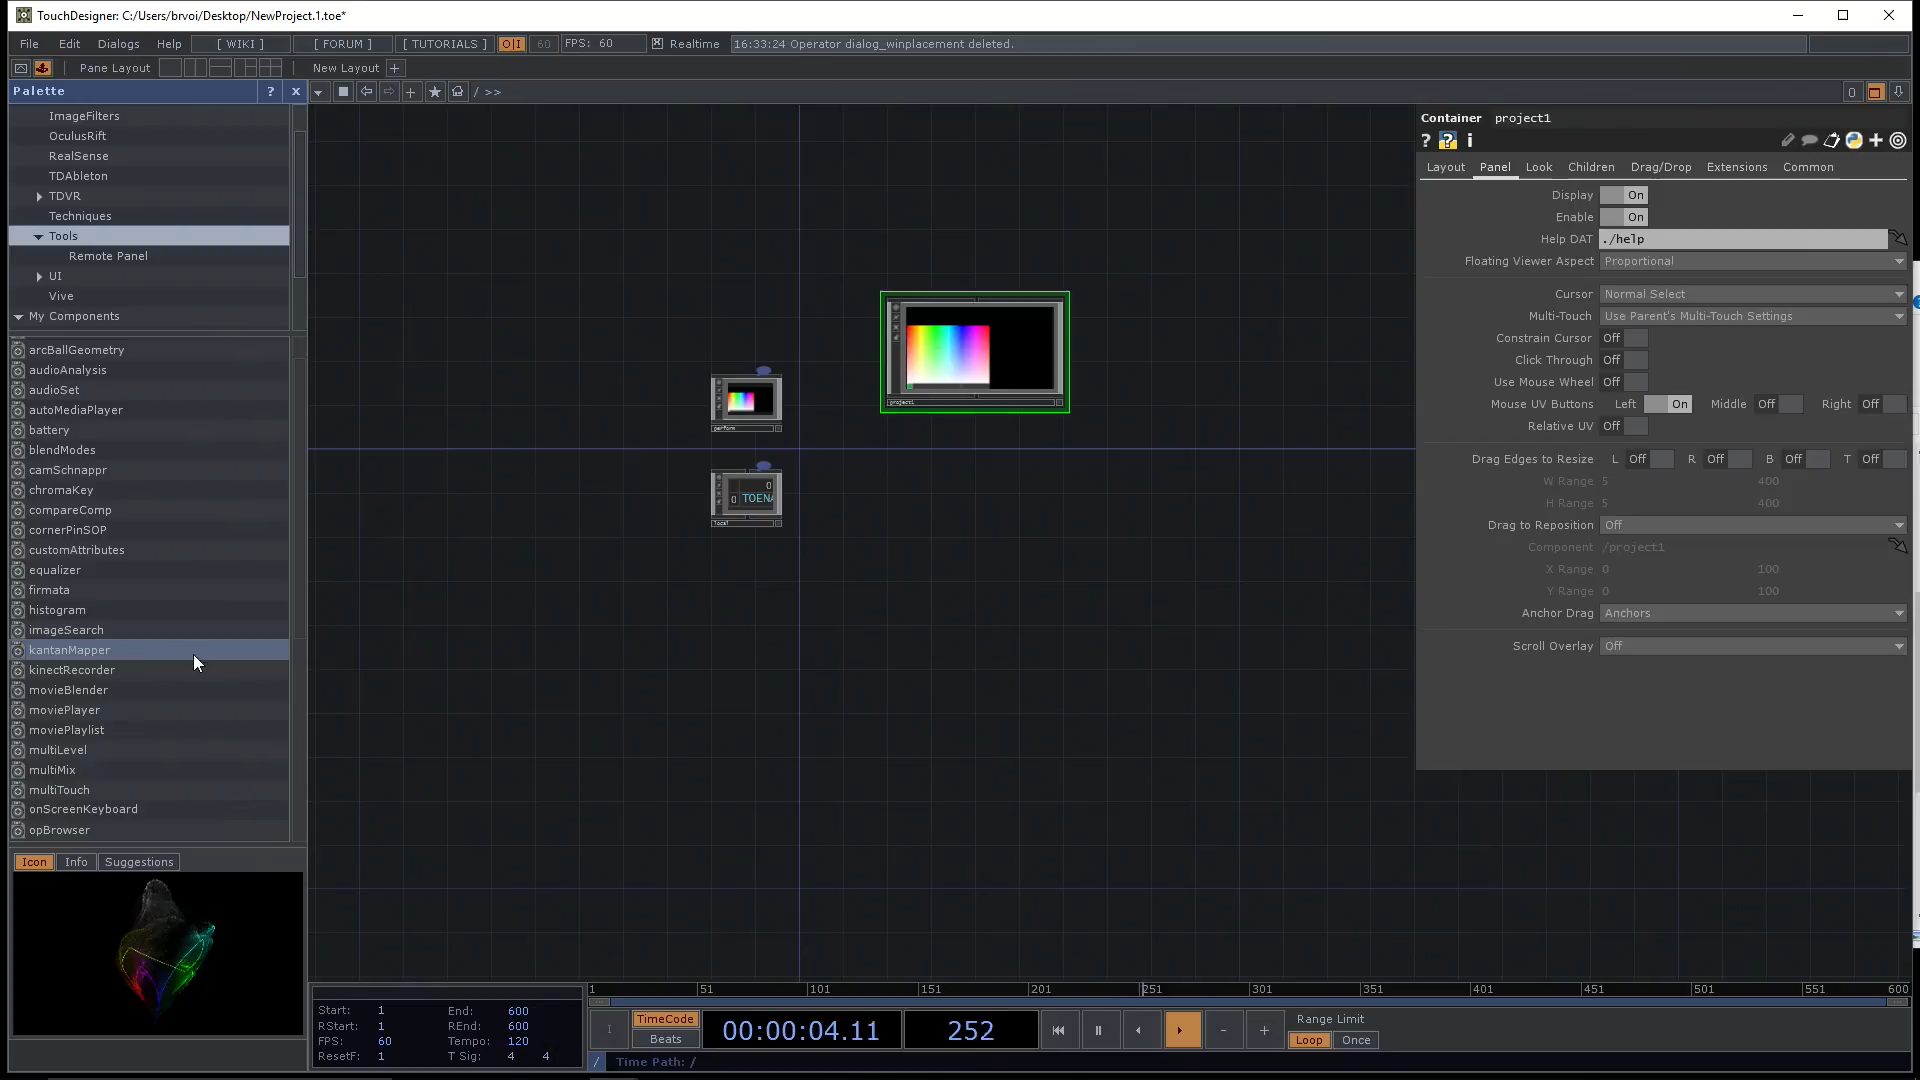 TouchDesigner: C:/Users/brvoi/Desktop/NewProject.1.toe*
File Edit Dialogs Help [ WIKI ] [ FORUM ] [ TUTORIALS ] O|I 60 FPS: 60 Realtime 16:33:24 Operator dialog_winplacement deleted.
Pane Layout New Layout +
Palette ? x / >> 0
ImageFilters
OculusRift
RealSense
TDAbleton
TDVR
Techniques
Tools
Remote Panel
UI
Vive
My Components
arcBallGeometry
audioAnalysis
audioSet
autoMediaPlayer
battery
blendModes
camSchnappr
chromaKey
compareComp
cornerPinSOP
customAttributes
equalizer
firmata
histogram
imageSearch
kantanMapper
kinectRecorder
movieBlender
moviePlayer
moviePlaylist
multiLevel
multiMix
multiTouch
onScreenKeyboard
opBrowser
Icon Info Suggestions
project1
perform
0
0 TOENA
local
Container project1
? ? i
Layout Panel Look Children Drag/Drop Extensions Common
Display On
Enable On
Help DAT ./help
Floating Viewer Aspect Proportional
Cursor Normal Select
Multi-Touch Use Parent's Multi-Touch Settings
Constrain Cursor Off
Click Through Off
Use Mouse Wheel Off
Mouse UV Buttons Left On Middle Off Right Off
Relative UV Off
Drag Edges to Resize L Off R Off B Off T Off
W Range 5 400
H Range 5 400
Drag to Reposition Off
Component /project1
X Range 0 100
Y Range 0 100
Anchor Drag Anchors
Scroll Overlay Off
1 51 101 151 201 251 301 351 401 451 501 551 600
Start: 1 End: 600
RStart: 1 REnd: 600
FPS: 60 Tempo: 120
ResetF: 1 T Sig: 4 4
TimeCode
Beats
00:00:04.11 252
- +
Range Limit
Loop Once
/ Time Path: /